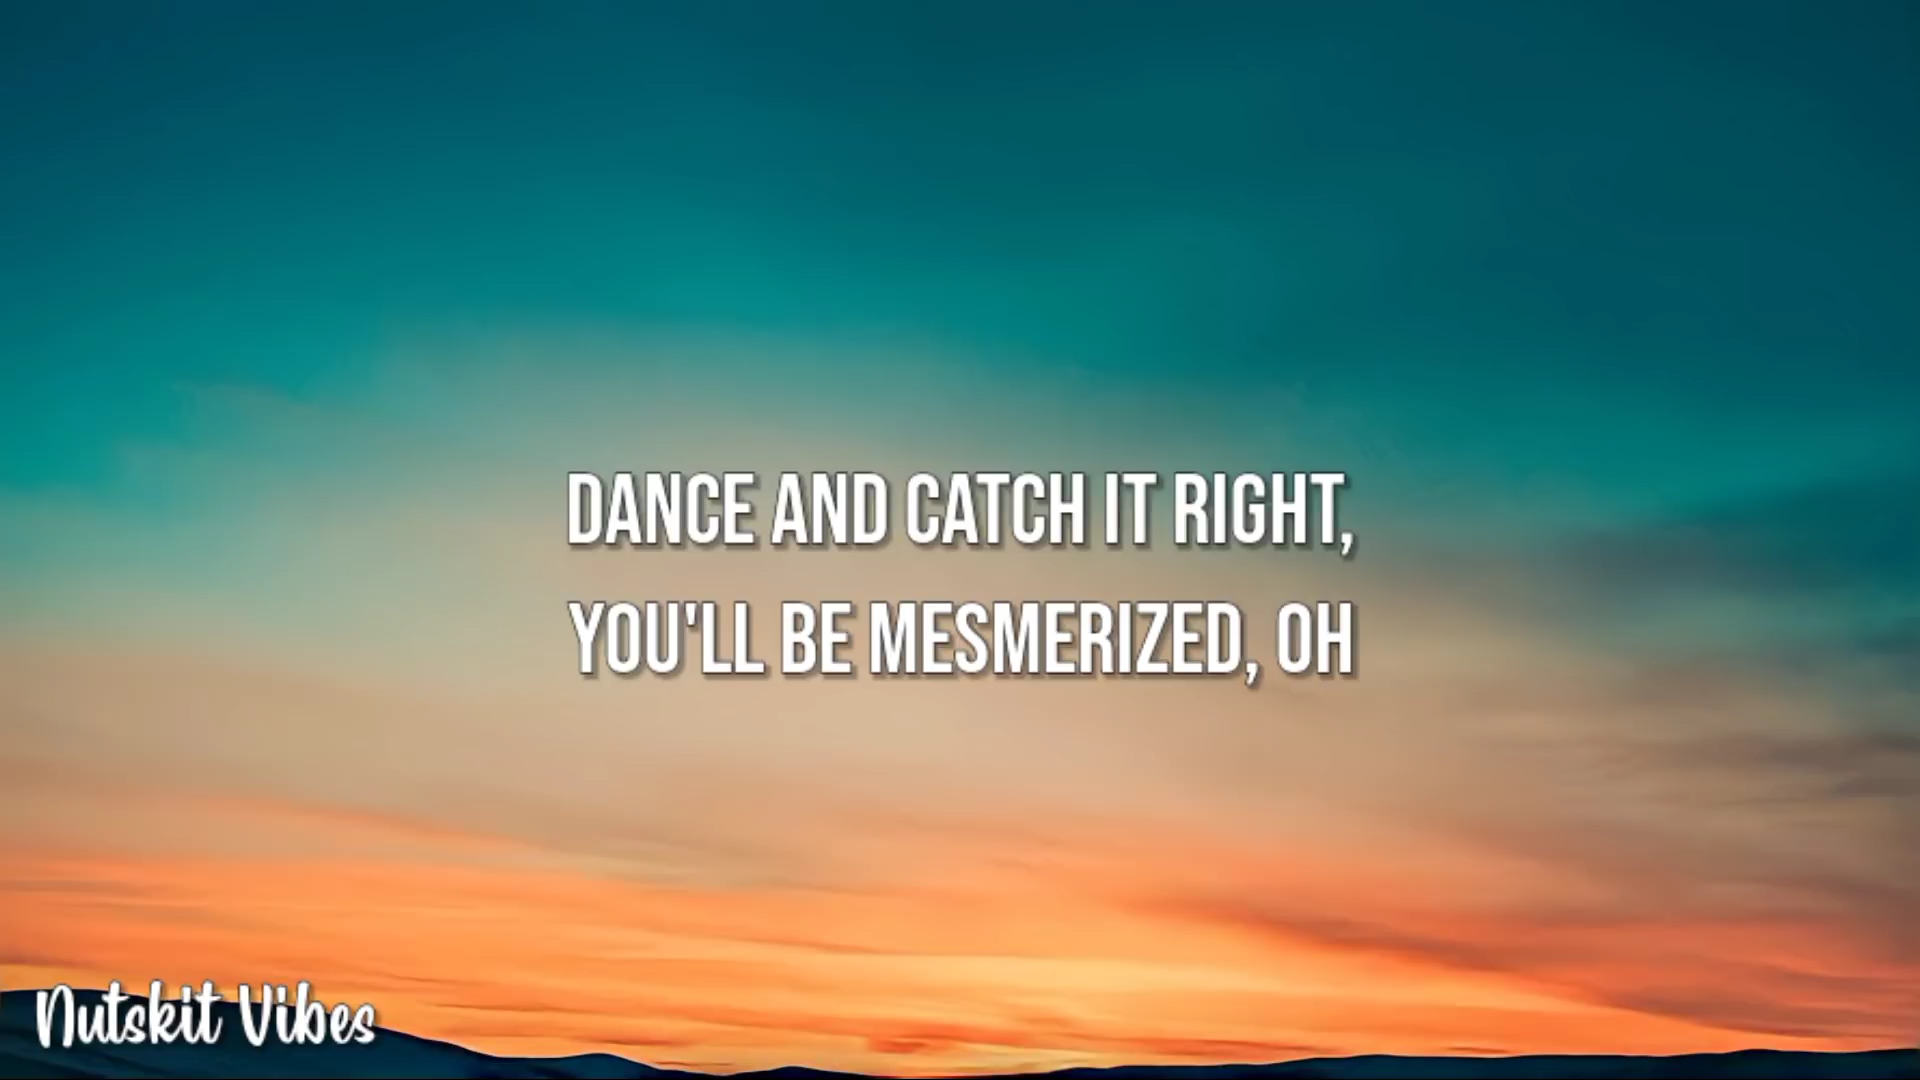 DANCE AND CATCH IT RIGHT,
YOU'LL BE MESMERIZED, OH
Nutskit Vibes